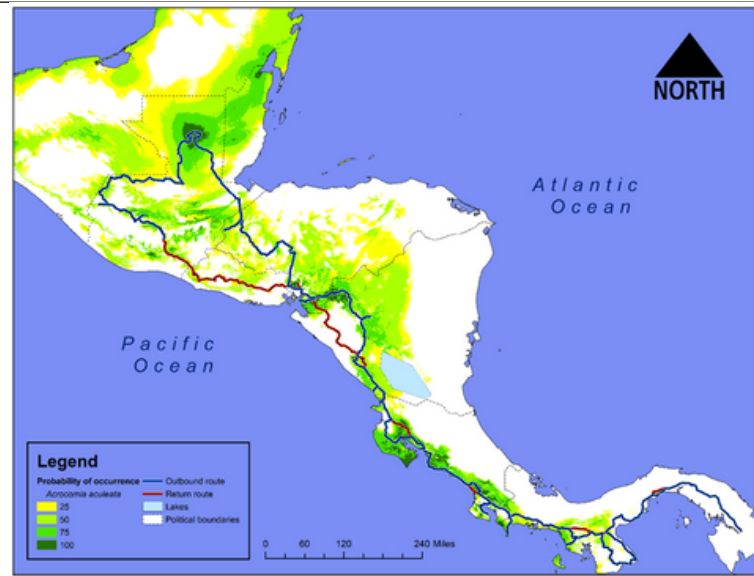 NORTH
Atlantic
Ocean
Pacific
Ocean
Legend
Probability of occurrence
Acrocomia aculeata
25
50
75
100
Outbound route
Return route
Lakes
Political boundaries
0 60 120 240 Miles